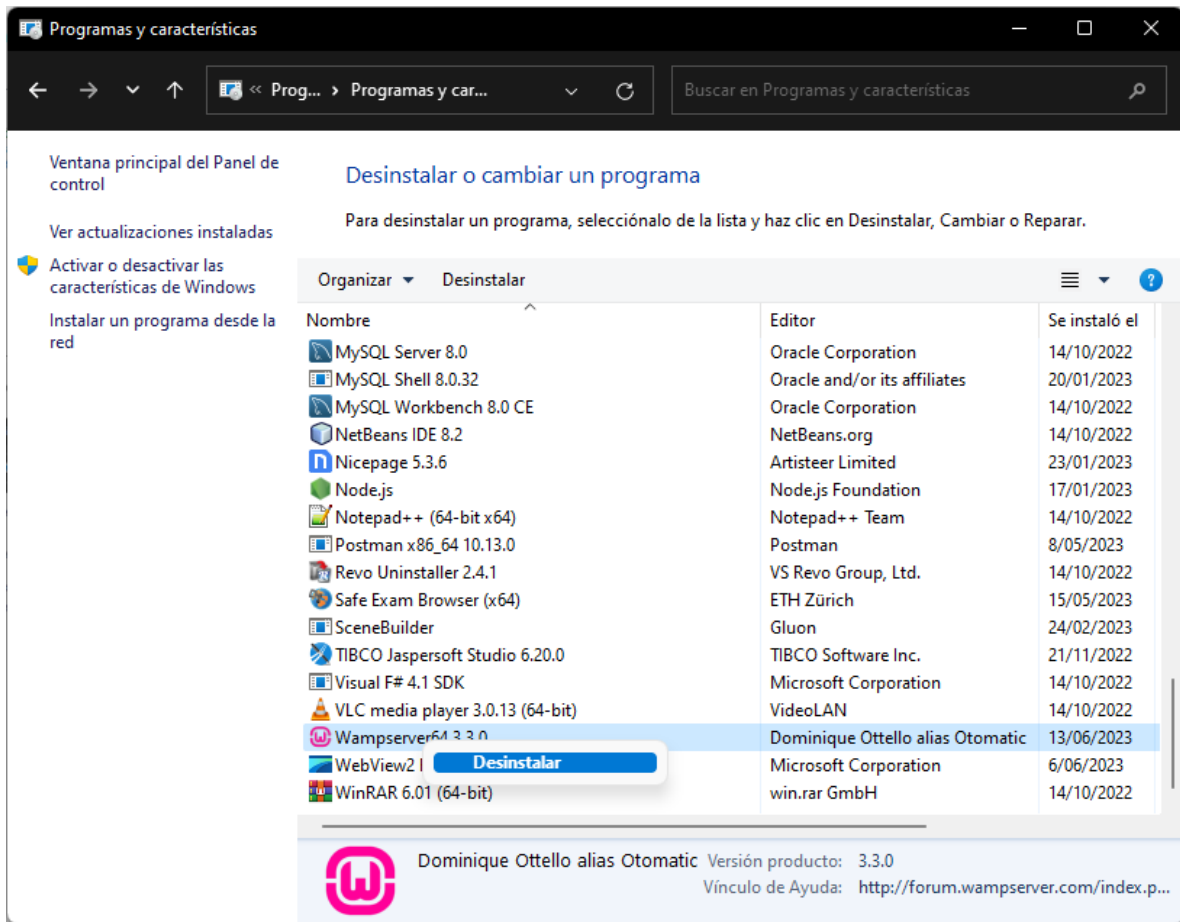 Programas y características
« Prog... › Programas y car...
Buscar en Programas y características
Ventana principal del Panel de
control
Ver actualizaciones instaladas
Activar o desactivar las
características de Windows
Instalar un programa desde la
red
Desinstalar o cambiar un programa
Para desinstalar un programa, selecciónalo de la lista y haz clic en Desinstalar, Cambiar o Reparar.
Organizar Desinstalar
Nombre Editor Se instaló el
MySQL Server 8.0 Oracle Corporation 14/10/2022
MySQL Shell 8.0.32 Oracle and/or its affiliates 20/01/2023
MySQL Workbench 8.0 CE Oracle Corporation 14/10/2022
NetBeans IDE 8.2 NetBeans.org 14/10/2022
Nicepage 5.3.6 Artisteer Limited 23/01/2023
Node.js Node.js Foundation 17/01/2023
Notepad++ (64-bit x64) Notepad++ Team 14/10/2022
Postman x86_64 10.13.0 Postman 8/05/2023
Revo Uninstaller 2.4.1 VS Revo Group, Ltd. 14/10/2022
Safe Exam Browser (x64) ETH Zürich 15/05/2023
SceneBuilder Gluon 24/02/2023
TIBCO Jaspersoft Studio 6.20.0 TIBCO Software Inc. 21/11/2022
Visual F# 4.1 SDK Microsoft Corporation 14/10/2022
VLC media player 3.0.13 (64-bit) VideoLAN 14/10/2022
Wampserver64 3.3.0 Dominique Ottello alias Otomatic 13/06/2023
Desinstalar
WebView2 Microsoft Corporation 6/06/2023
WinRAR 6.01 (64-bit) win.rar GmbH 14/10/2022
Dominique Ottello alias Otomatic Versión producto: 3.3.0
Vínculo de Ayuda: http://forum.wampserver.com/index.p...